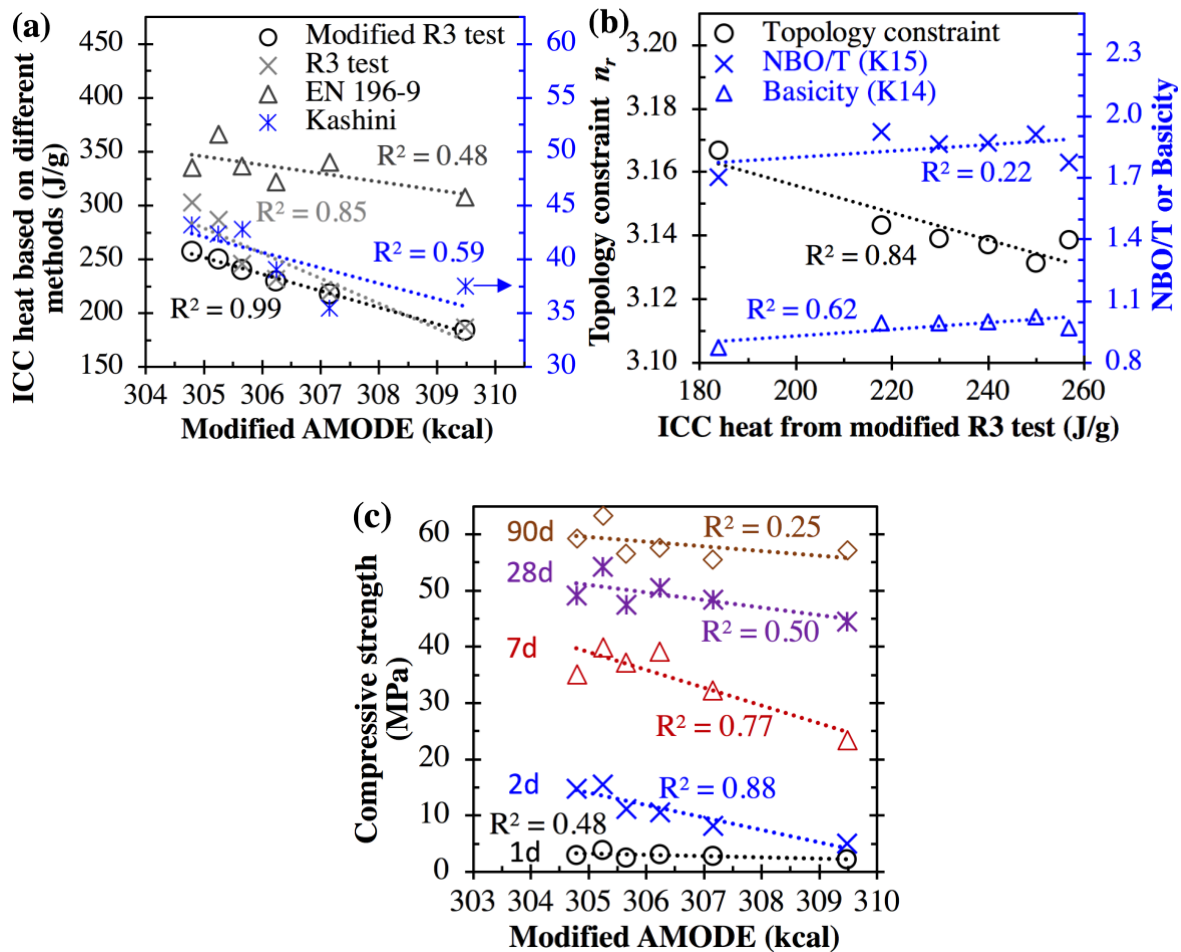 (a)
ICC heat based on different
methods (J/g)
450
400
350
300
250
200
150
Modified R3 test
R3 test
EN 196-9
Kashini
R² = 0.48
R² = 0.85
R² = 0.59
R² = 0.99
60
55
50
45
40
35
30
304 305 306 307 308 309 310
Modified AMODE (kcal)
(b)
Topology constraint nr
3.20
3.18
3.16
3.14
3.12
3.10
Topology constraint
NBO/T (K15)
Basicity (K14)
R² = 0.22
R² = 0.84
R² = 0.62
2.3
2.0
1.7
1.4
1.1
0.8
NBO/T or Basicity
180 200 220 240 260
ICC heat from modified R3 test (J/g)
(c)
Compressive strength
(MPa)
60
50
40
30
20
10
0
90d
R² = 0.25
28d
R² = 0.50
7d
R² = 0.77
2d
R² = 0.88
R² = 0.48
1d
303 304 305 306 307 308 309 310
Modified AMODE (kcal)